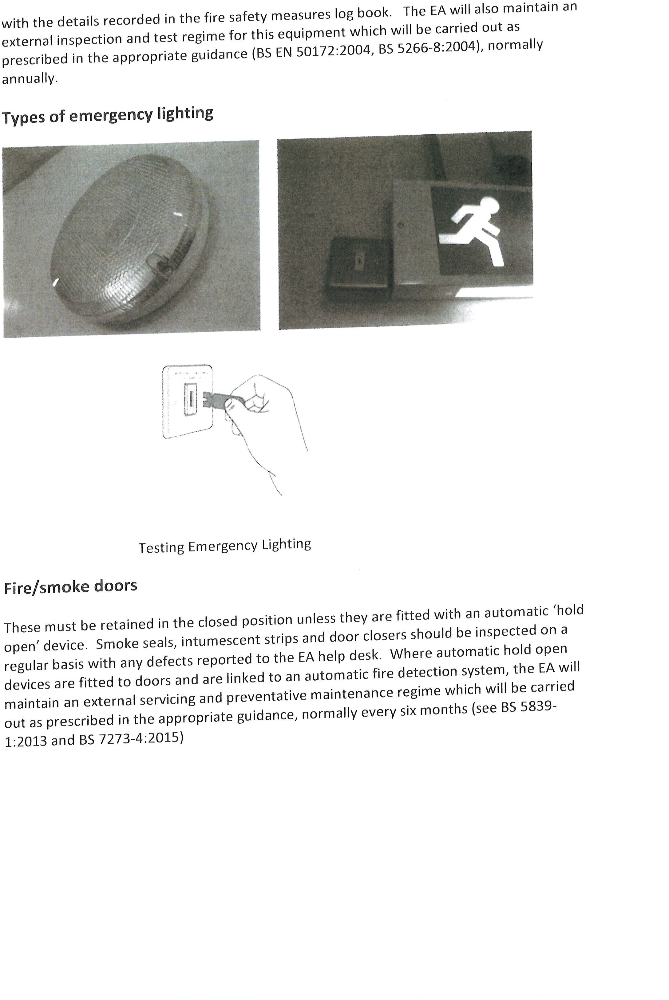 with the details recorded in the fire safety measures log book.   The EA will also maintain an
external inspection and test regime for this equipment which will be carried out as
prescribed in the appropriate guidance (BS EN 50172:2004, BS 5266-8:2004), normally
annually.
Types of emergency lighting
Testing Emergency Lighting
Fire/smoke doors
These must be retained in the closed position unless they are fitted with an automatic ‘hold
open’ device.  Smoke seals, intumescent strips and door closers should be inspected on a
regular basis with any defects reported to the EA help desk.  Where automatic hold open
devices are fitted to doors and are linked to an automatic fire detection system, the EA will
maintain an external servicing and preventative maintenance regime which will be carried
out as prescribed in the appropriate guidance, normally every six months (see BS 5839-
1:2013 and BS 7273-4:2015)